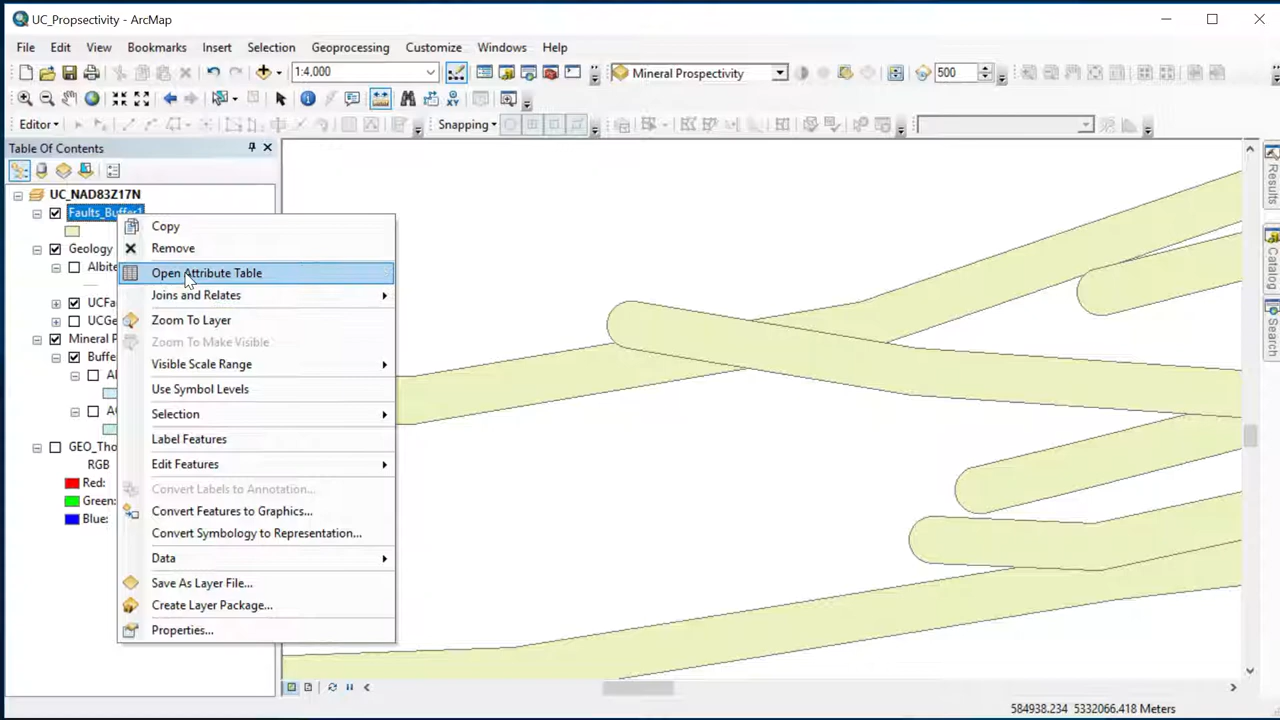 UC_Propsectivity - ArcMap
File Edit View Bookmarks Insert Selection Geoprocessing Customize Windows Help
1:4,000 Mineral Prospectivity 500
Editor Snapping
Table Of Contents
UC_NAD83Z17N
Faults_Buffer1
Geology
Albite
UCFa
UCGe
Mineral P
Buffe
Al
A
GEO_Tho
RGB
Red:
Green:
Blue:
Copy
Remove
Open Attribute Table
Joins and Relates
Zoom To Layer
Zoom To Make Visible
Visible Scale Range
Use Symbol Levels
Selection
Label Features
Edit Features
Convert Labels to Annotation...
Convert Features to Graphics...
Convert Symbology to Representation...
Data
Save As Layer File...
Create Layer Package...
Properties...
Results
Catalog
Search
584938.234 5332066.418 Meters